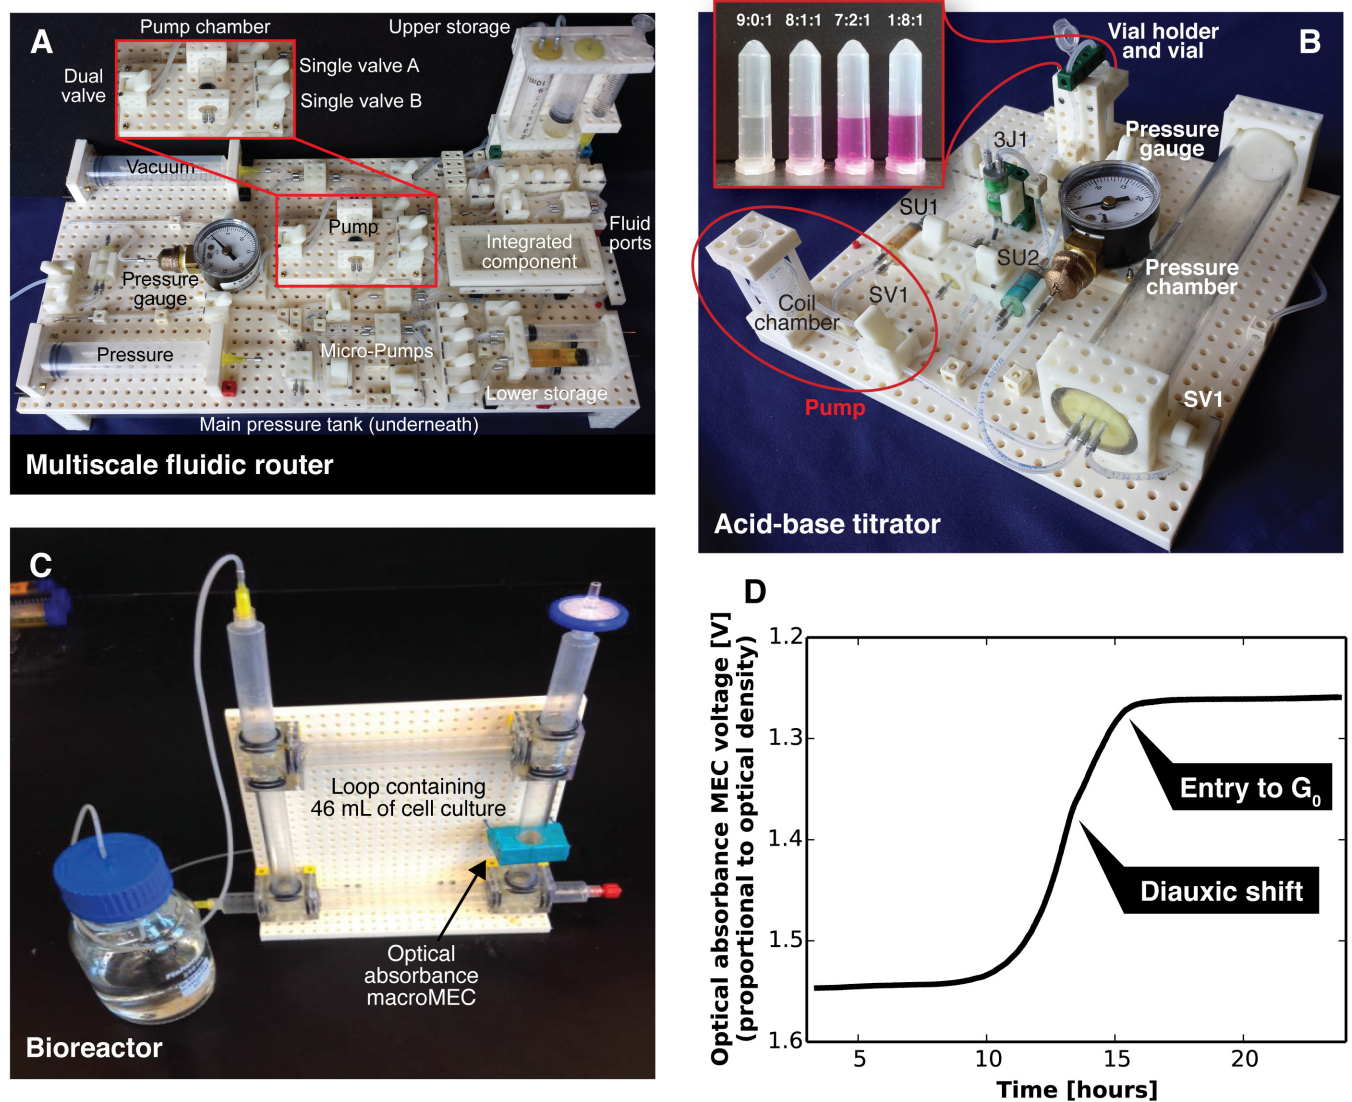 A
Pump chamber
Upper storage
Dual
valve
Single valve A
Single valve B
Vacuum
Pump
Fluid
ports
Integrated
component
Pressure
gauge
Pressure
Micro-Pumps
Lower storage
Main pressure tank (underneath)
Multiscale fluidic router
B
9:0:1 8:1:1 7:2:1 1:8:1
Vial holder
and vial
3J1
Pressure
gauge
SU1
SU2
Pressure
chamber
SV1
Coil
chamber
Pump
SV1
Acid-base titrator
C
Loop containing
46 mL of cell culture
Optical
absorbance
macroMEC
Bioreactor
D
Optical absorbance MEC voltage [V]
(proportional to optical density)
1.2
1.3
1.4
1.5
1.6
Entry to G0
Diauxic shift
5 10 15 20
Time [hours]